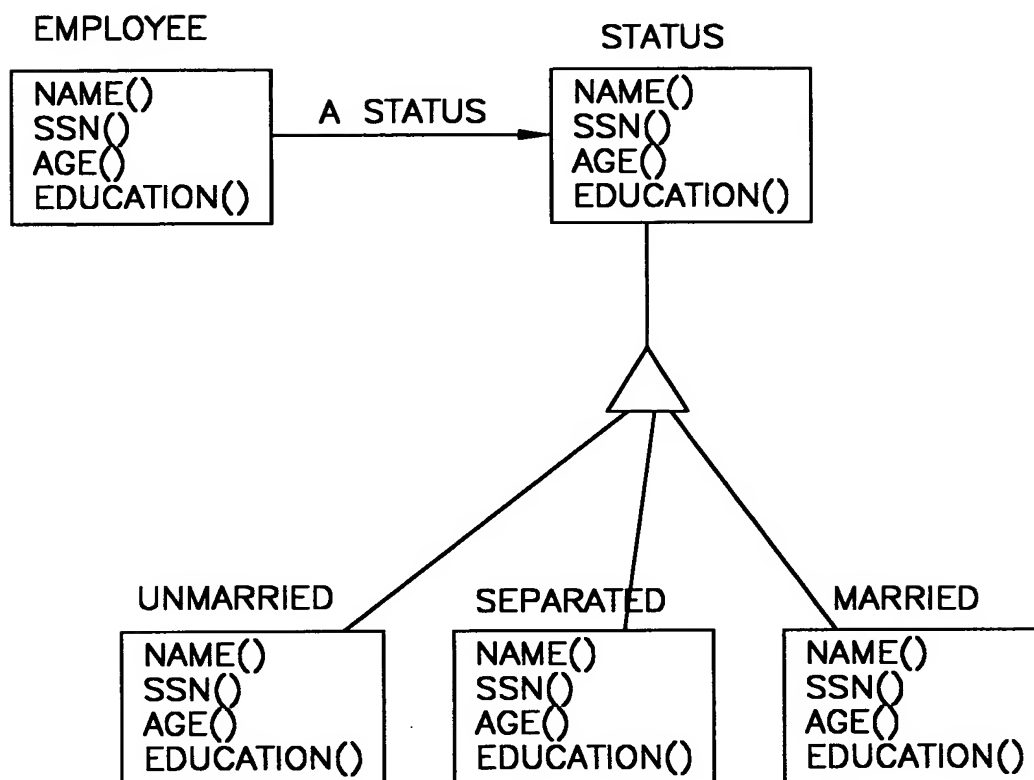 EMPLOYEE
NAME()
SSN()
AGE()
EDUCATION()
A STATUS
STATUS
NAME()
SSN()
AGE()
EDUCATION()
UNMARRIED
NAME()
SSN()
AGE()
EDUCATION()
SEPARATED
NAME()
SSN()
AGE()
EDUCATION()
MARRIED
NAME()
SSN()
AGE()
EDUCATION()